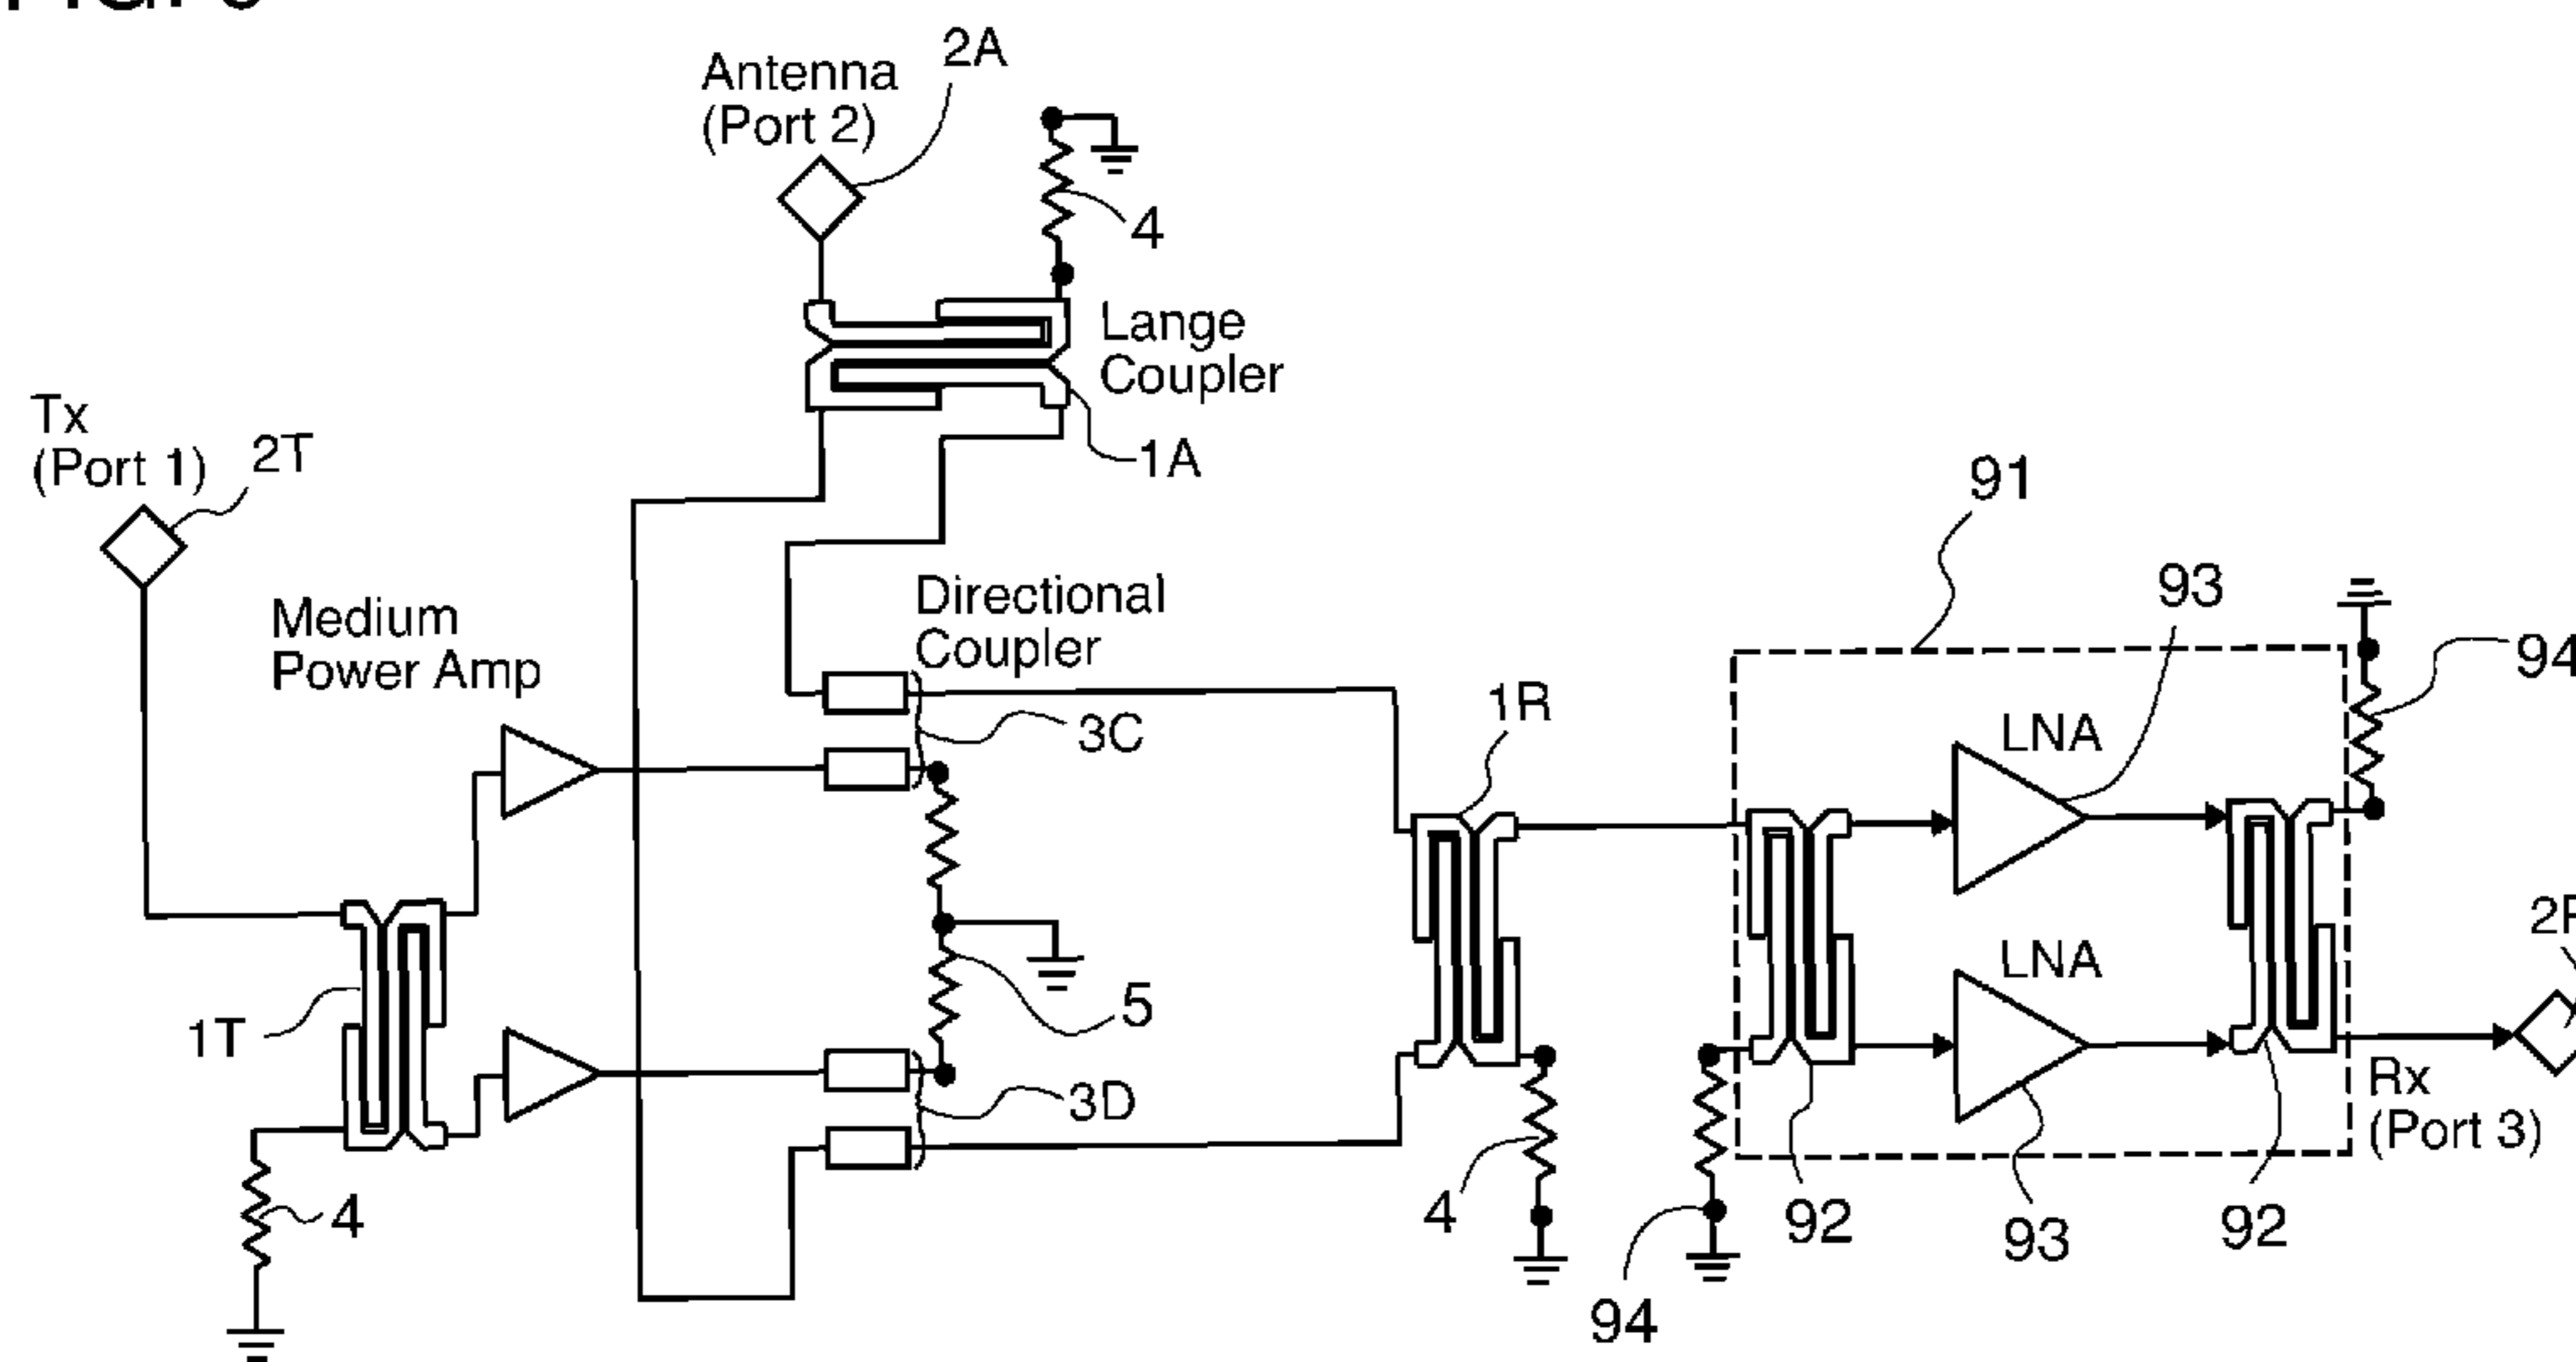 2A
Antenna
(Port 2)
4
Lange
Coupler
1A
Tx
(Port 1)
2T
91
93
Directional
Coupler
Medium
Power Amp
94
1R
3C
LNA
LNA
5
1T
3D
Rx
(Port 3)
4
4
92
93
92
94